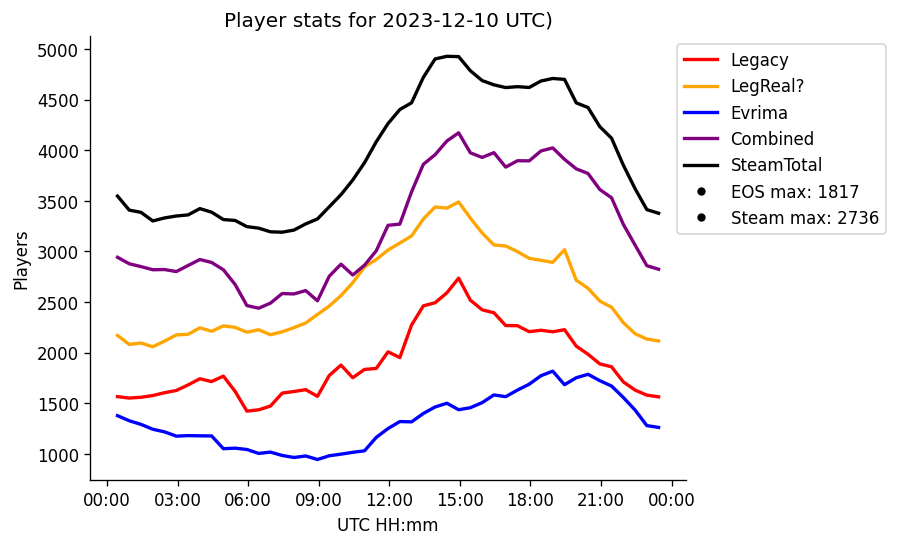 Player stats for 2023-12-10 UTC)
Players
5000
4500
4000
3500
3000
2500
2000
1500
1000
00:00 03:00 06:00 09:00 12:00 15:00 18:00 21:00 00:00
UTC HH:mm
Legacy
LegReal?
Evrima
Combined
SteamTotal
EOS max: 1817
Steam max: 2736